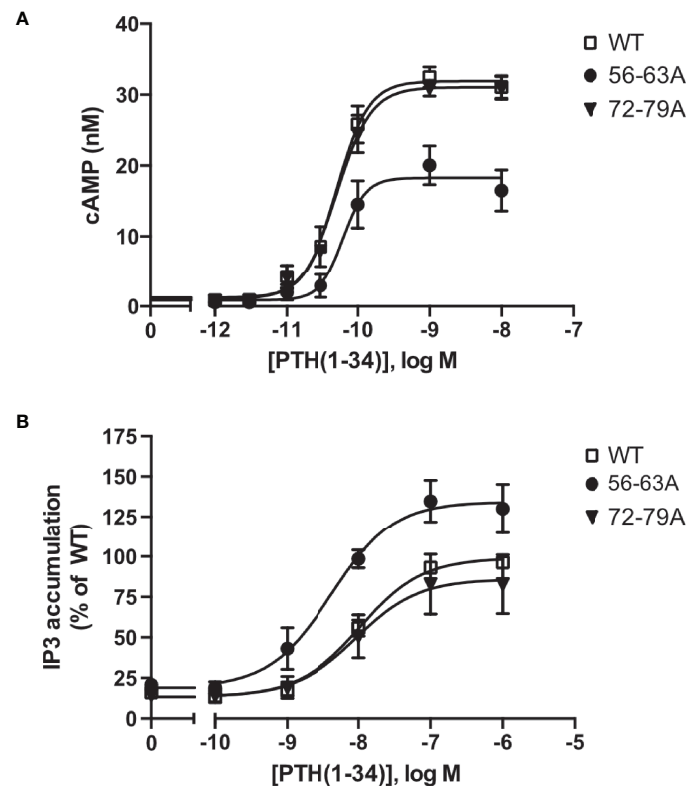 A
40
30
20
10
0
cAMP (nM)
0 -12 -11 -10 -9 -8 -7
[PTH(1-34)], log M
WT
56-63A
72-79A
B
175
150
125
100
75
50
25
0
IP3 accumulation
(% of WT)
0 -10 -9 -8 -7 -6 -5
[PTH(1-34)], log M
WT
56-63A
72-79A